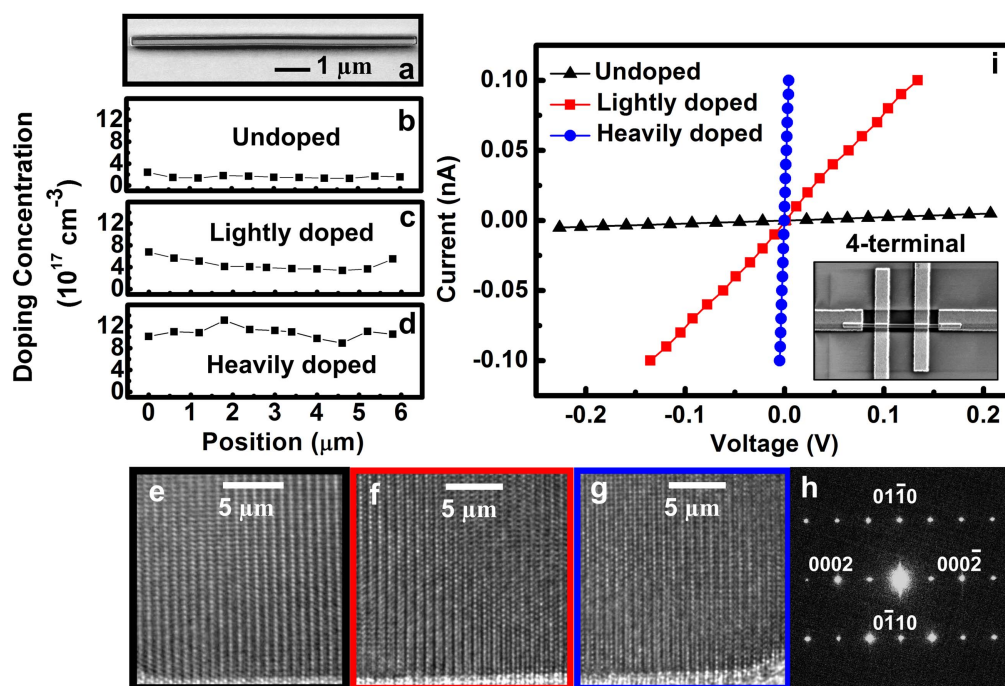 1 µm
a
Doping Concentration
(10¹⁷ cm⁻³)
12
8
4
0
b
Undoped
12
8
4
0
c
Lightly doped
12
8
4
0
d
Heavily doped
0 1 2 3 4 5 6
Position (µm)
i
Undoped
Lightly doped
Heavily doped
Current (nA)
0.10
0.05
0.00
-0.05
-0.10
4-terminal
-0.2 -0.1 0.0 0.1 0.2
Voltage (V)
e
5 µm
f
5 µm
g
5 µm
h
011̅0
0002
0002̅
01̅10